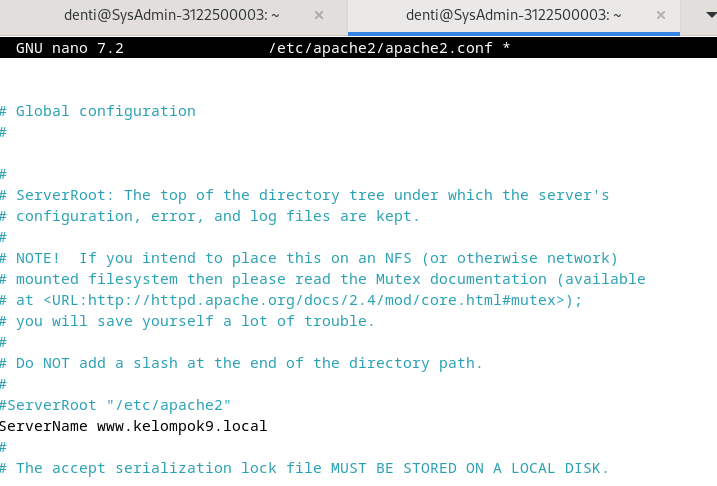 denti@SysAdmin-3122500003: ~ × denti@SysAdmin-3122500003: ~ ×
GNU nano 7.2 /etc/apache2/apache2.conf *
# Global configuration
#
#
# ServerRoot: The top of the directory tree under which the server's
# configuration, error, and log files are kept.
#
# NOTE!  If you intend to place this on an NFS (or otherwise network)
# mounted filesystem then please read the Mutex documentation (available
# at <URL:http://httpd.apache.org/docs/2.4/mod/core.html#mutex>);
# you will save yourself a lot of trouble.
#
# Do NOT add a slash at the end of the directory path.
#
#ServerRoot "/etc/apache2"
ServerName www.kelompok9.local
#
# The accept serialization lock file MUST BE STORED ON A LOCAL DISK.